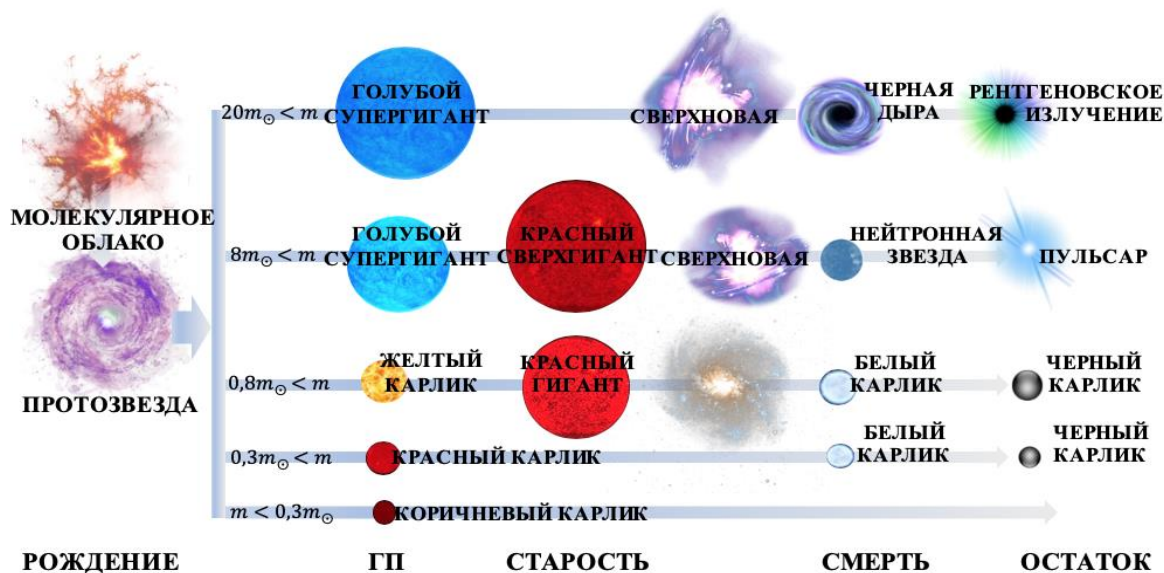 20m☉ < m
ГОЛУБОЙ
СУПЕРГИГАНТ
СВЕРХНОВАЯ
ЧЕРНАЯ
ДЫРА
РЕНТГЕНОВСКОЕ
ИЗЛУЧЕНИЕ
МОЛЕКУЛЯРНОЕ
ОБЛАКО
8m☉ < m
ГОЛУБОЙ
СУПЕРГИГАНТ
КРАСНЫЙ
СВЕРХГИГАНТ
СВЕРХНОВАЯ
НЕЙТРОННАЯ
ЗВЕЗДА
ПУЛЬСАР
ПРОТОЗВЕЗДА
0,8m☉ < m
ЖЕЛТЫЙ
КАРЛИК
КРАСНЫЙ
ГИГАНТ
БЕЛЫЙ
КАРЛИК
ЧЕРНЫЙ
КАРЛИК
0,3m☉ < m
КРАСНЫЙ КАРЛИК
БЕЛЫЙ
КАРЛИК
ЧЕРНЫЙ
КАРЛИК
m < 0,3m☉
КОРИЧНЕВЫЙ КАРЛИК
РОЖДЕНИЕ
ГП
СТАРОСТЬ
СМЕРТЬ
ОСТАТОК